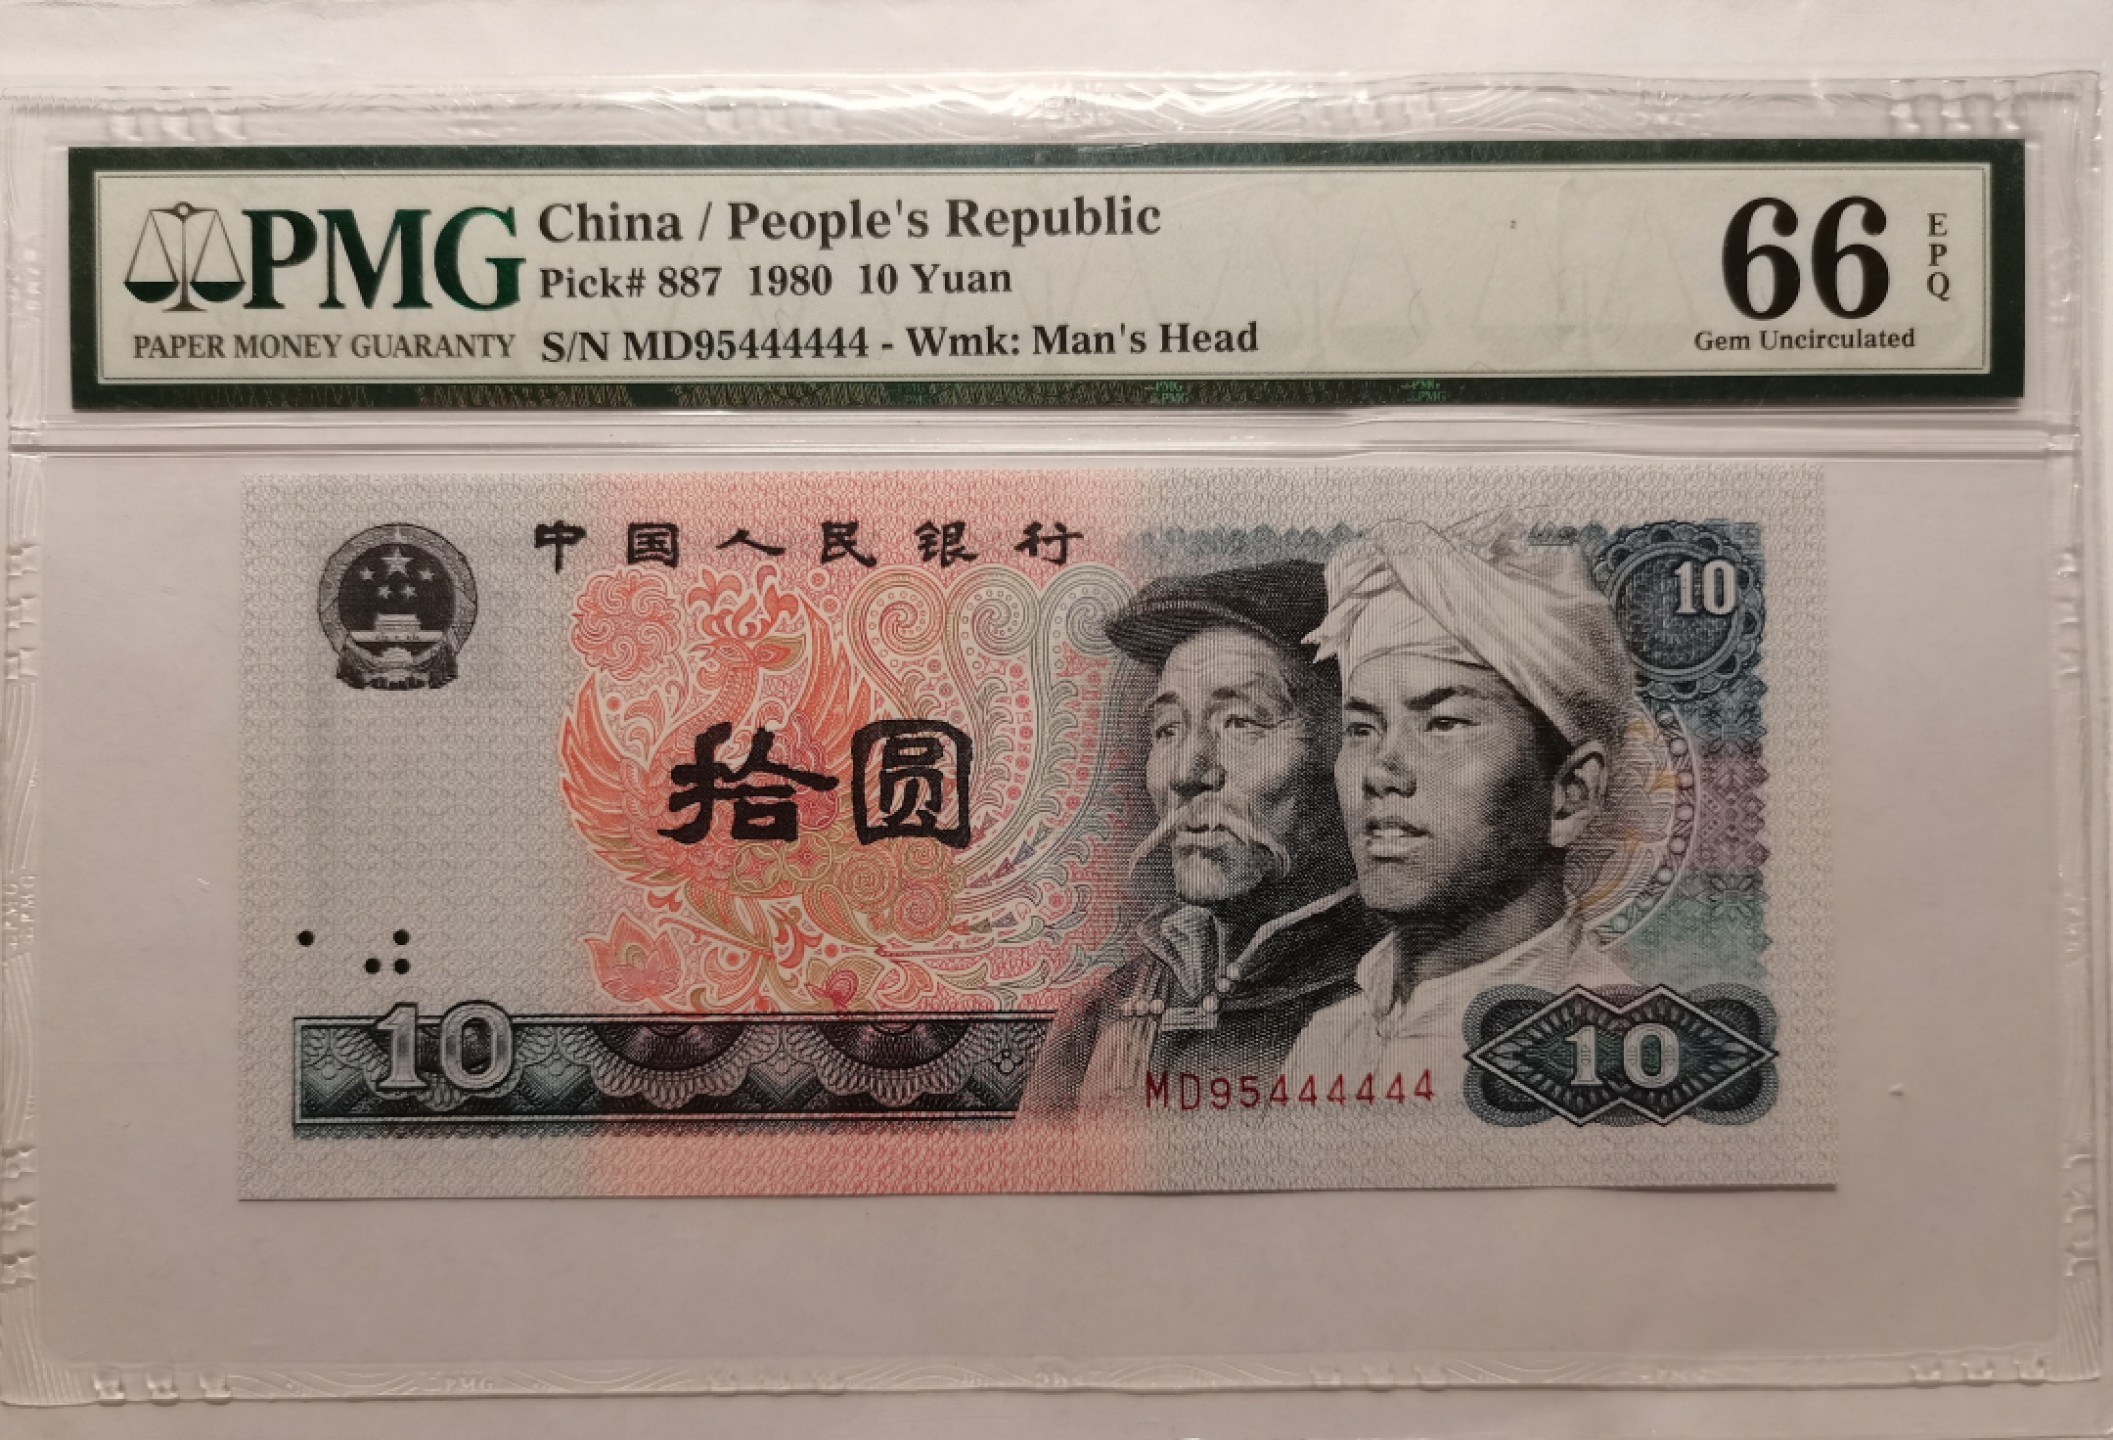 PMG
PAPER MONEY GUARANTY
China / People's Republic
Pick# 887 1980 10 Yuan
S/N MD95444444 - Wmk: Man's Head
66
EPQ
Gem Uncirculated
中国人民银行
10
拾圆
10
MD95444444
10